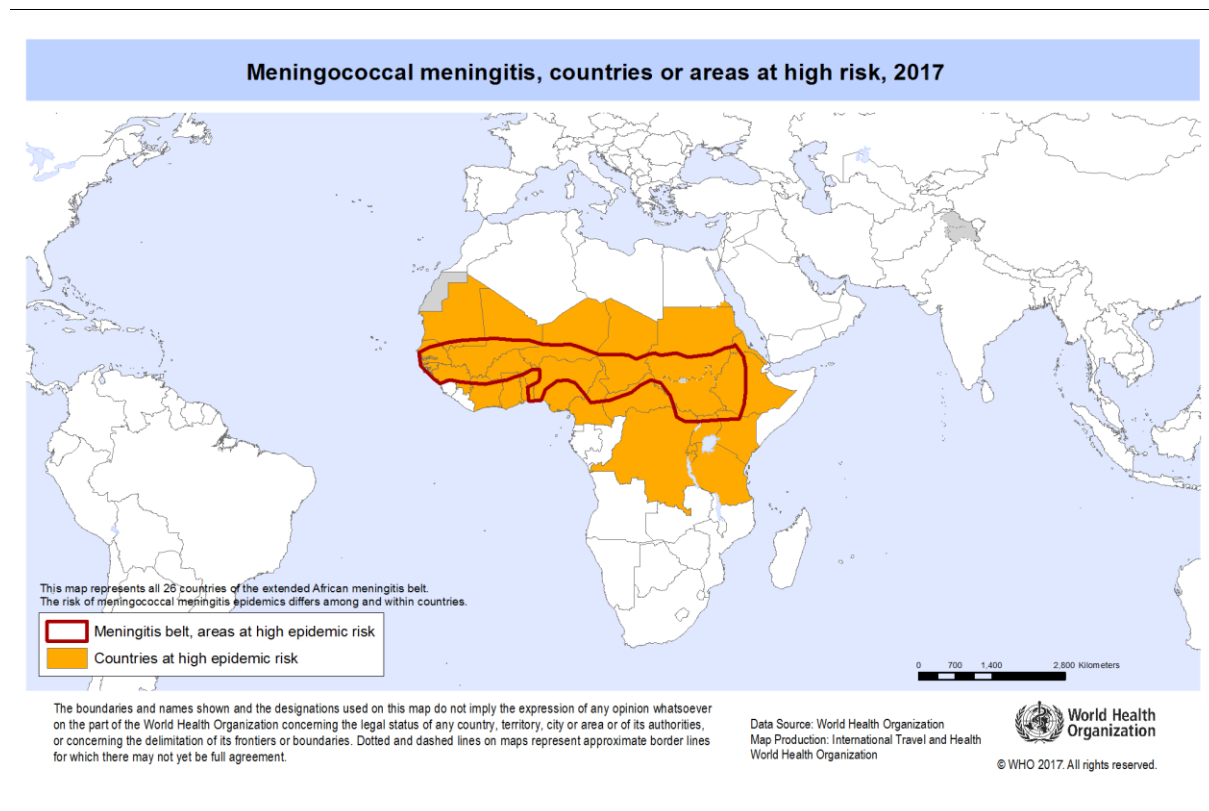 Meningococcal meningitis, countries or areas at high risk, 2017
This map represents all 26 countries of the extended African meningitis belt.
The risk of meningococcal meningitis epidemics differs among and within countries.
Meningitis belt, areas at high epidemic risk
Countries at high epidemic risk
0 700 1,400 2,800 Kilometers
The boundaries and names shown and the designations used on this map do not imply the expression of any opinion whatsoever
on the part of the World Health Organization concerning the legal status of any country, territory, city or area or of its authorities,
or concerning the delimitation of its frontiers or boundaries. Dotted and dashed lines on maps represent approximate border lines
for which there may not yet be full agreement.
Data Source: World Health Organization
Map Production: International Travel and Health
World Health Organization
World Health
Organization
© WHO 2017. All rights reserved.